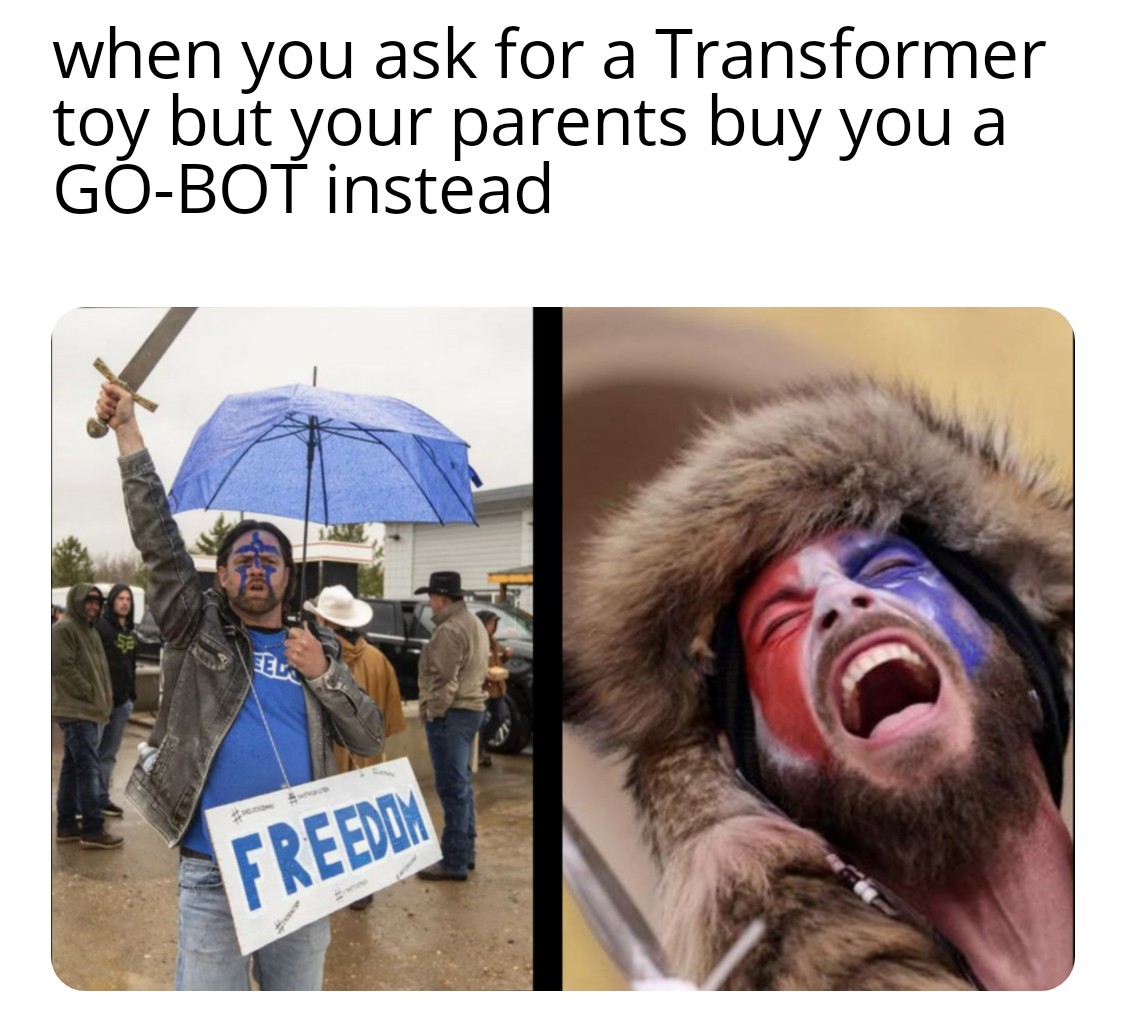 when you ask for a Transformer
toy but your parents buy you a
GO-BOT instead
FREEDOM